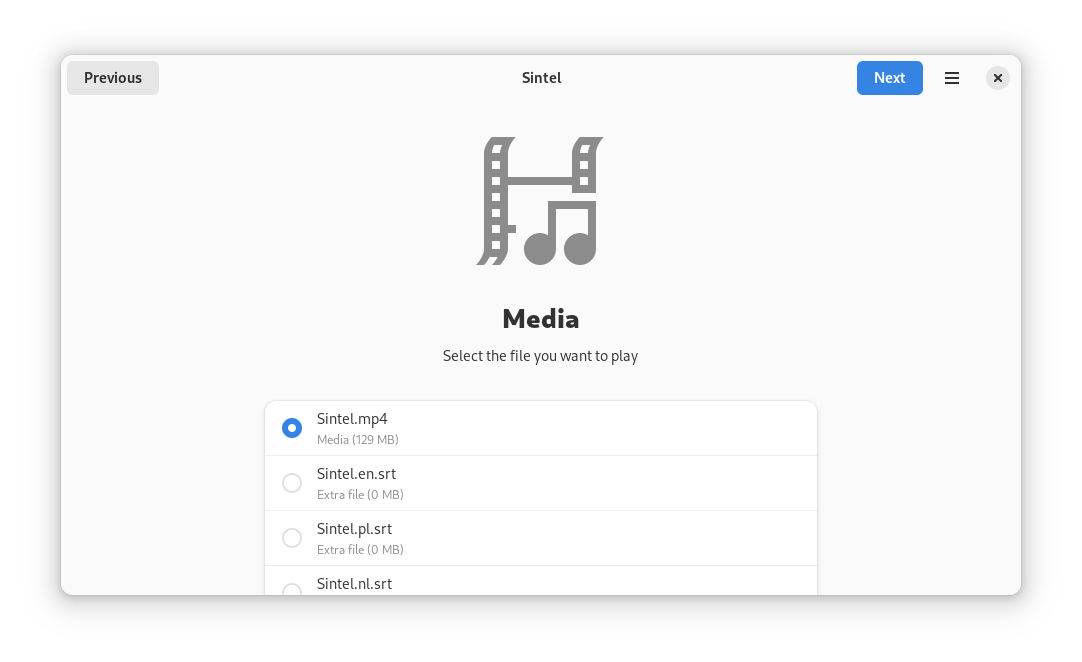 Previous
Sintel
Next
Media
Select the file you want to play
Sintel.mp4
Media (129 MB)
Sintel.en.srt
Extra file (0 MB)
Sintel.pl.srt
Extra file (0 MB)
Sintel.nl.srt